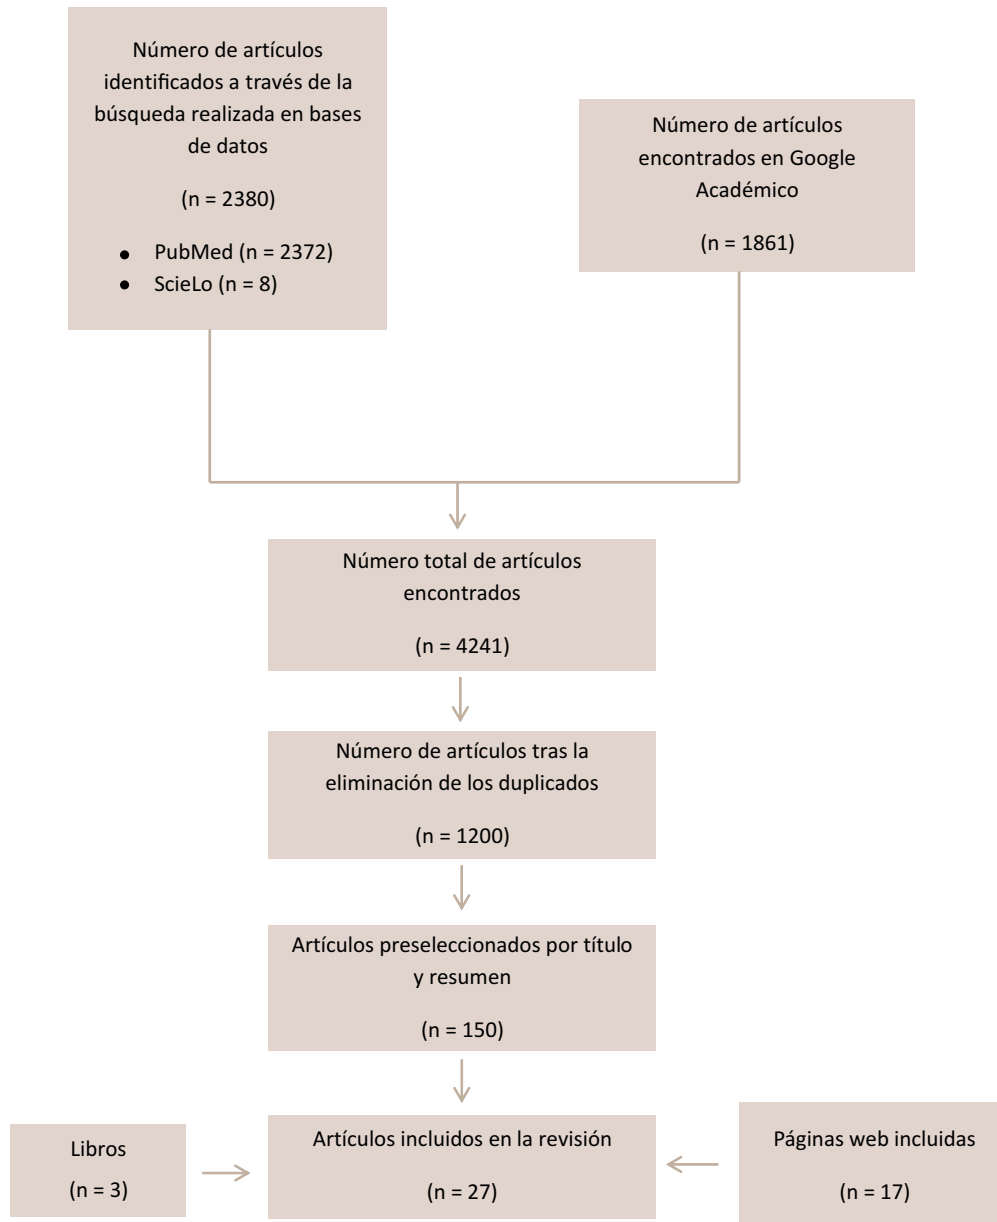 Número de artículos
identificados a través de la
búsqueda realizada en bases
de datos
(n = 2380)
● PubMed (n = 2372)
● ScieLo (n = 8)
Número de artículos
encontrados en Google
Académico
(n = 1861)
Número total de artículos
encontrados
(n = 4241)
Número de artículos tras la
eliminación de los duplicados
(n = 1200)
Artículos preseleccionados por título
y resumen
(n = 150)
Libros
(n = 3)
Artículos incluidos en la revisión
(n = 27)
Páginas web incluidas
(n = 17)